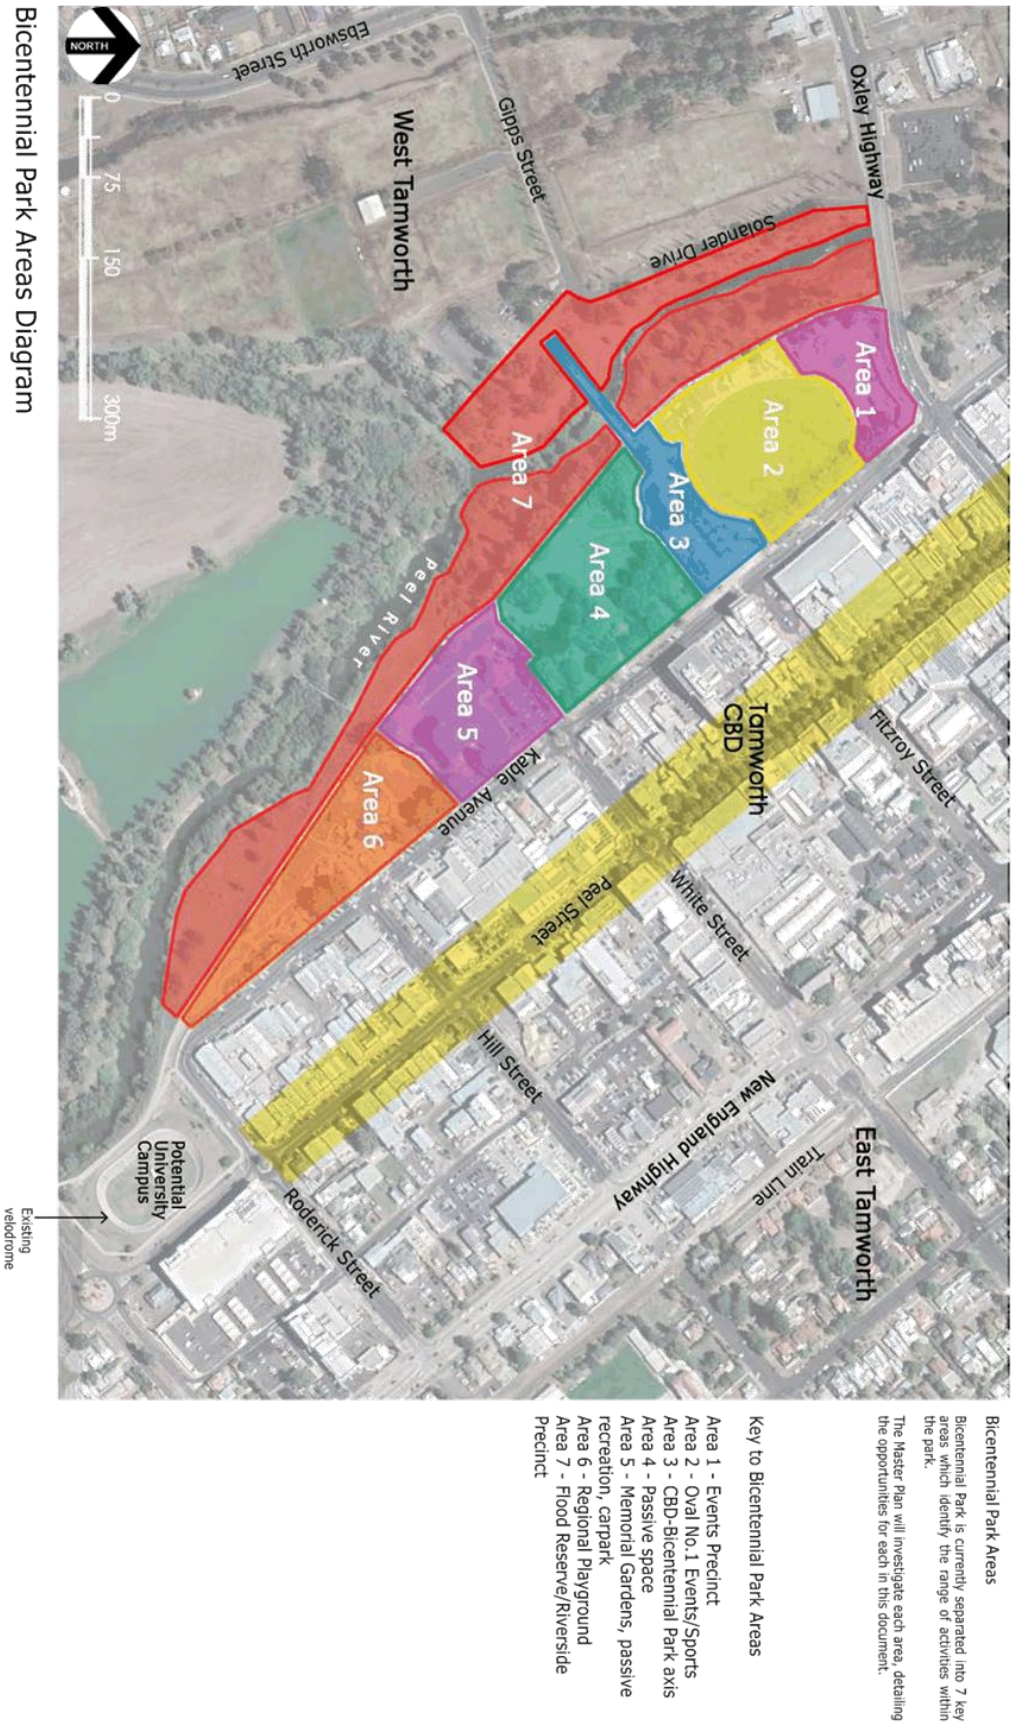 Bicentennial Park Areas
Bicentennial Park is currently separated into 7 key
areas which identify the range of activities within
the park.
The Master Plan will investigate each area, detailing
the opportunities for each in this document.
Key to Bicentennial Park Areas
Area 1 - Events Precinct
Area 2 - Oval No.1 Events/Sports
Area 3 - CBD-Bicentennial Park axis
Area 4 - Passive space
Area 5 - Memorial Gardens, passive
recreation, carpark
Area 6 - Regional Playground
Area 7 - Flood Reserve/Riverside
Precinct
Oxley Highway
Solander Drive
Gipps Street
Ebsworth Street
West Tamworth
Area 1
Area 2
Area 3
Area 4
Area 5
Area 6
Area 7
Peel River
Kable Avenue
Tamworth
CBD
Fitzroy Street
White Street
Peel Street
Hill Street
New England Highway
Train Line
East Tamworth
Roderick Street
Potential
University
Campus
Existing
velodrome
NORTH
0
75
150
300m
Bicentennial Park Areas Diagram